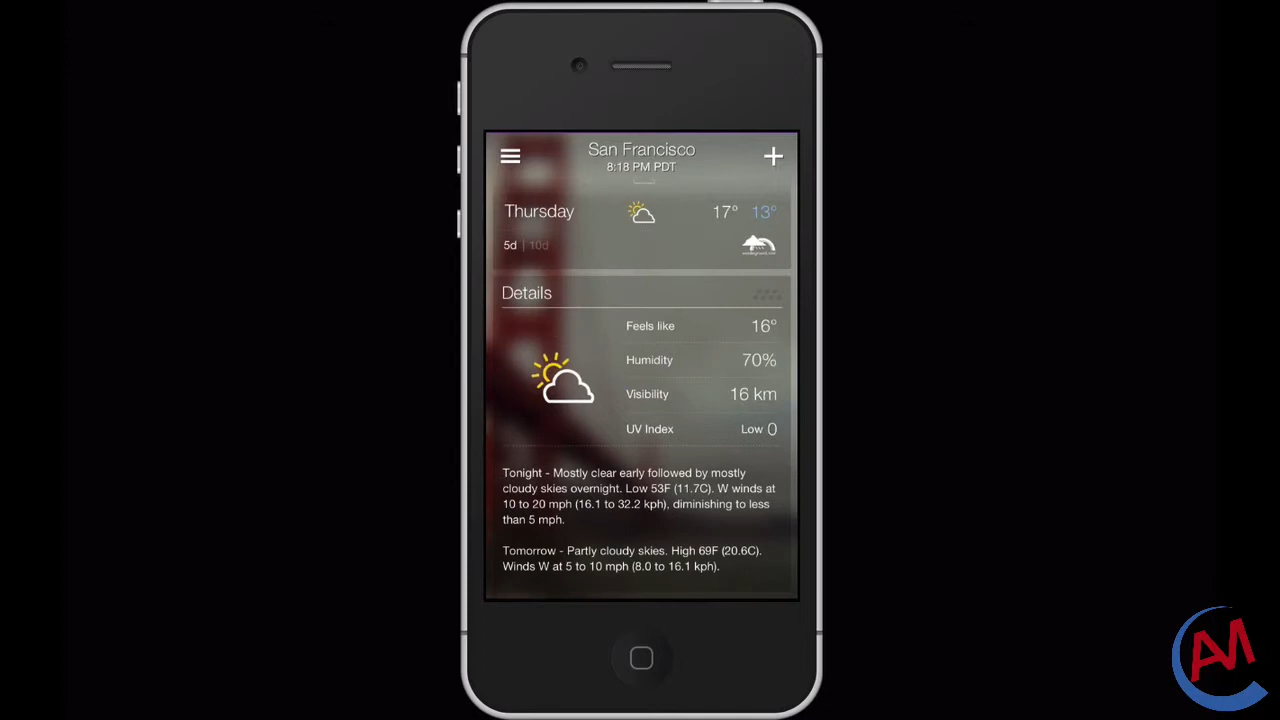 San Francisco
8:18 PM PDT
Thursday 17° 13°
5d | 10d
Details
Feels like 16°
Humidity 70%
Visibility 16 km
UV Index Low 0
Tonight - Mostly clear early followed by mostly
cloudy skies overnight. Low 53F (11.7C). W winds at
10 to 20 mph (16.1 to 32.2 kph), diminishing to less
than 5 mph.
Tomorrow - Partly cloudy skies. High 69F (20.6C).
Winds W at 5 to 10 mph (8.0 to 16.1 kph).